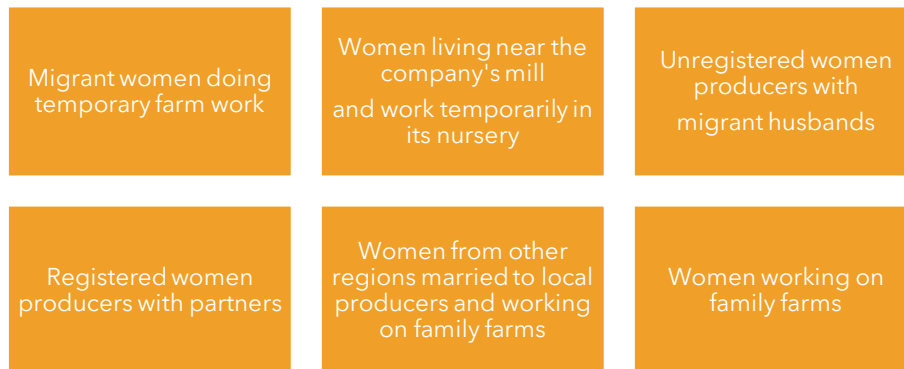 Migrant women doing
temporary farm work
Women living near the
company's mill
and work temporarily in
its nursery
Unregistered women
producers with
migrant husbands
Registered women
producers with partners
Women from other
regions married to local
producers and working
on family farms
Women working on
family farms